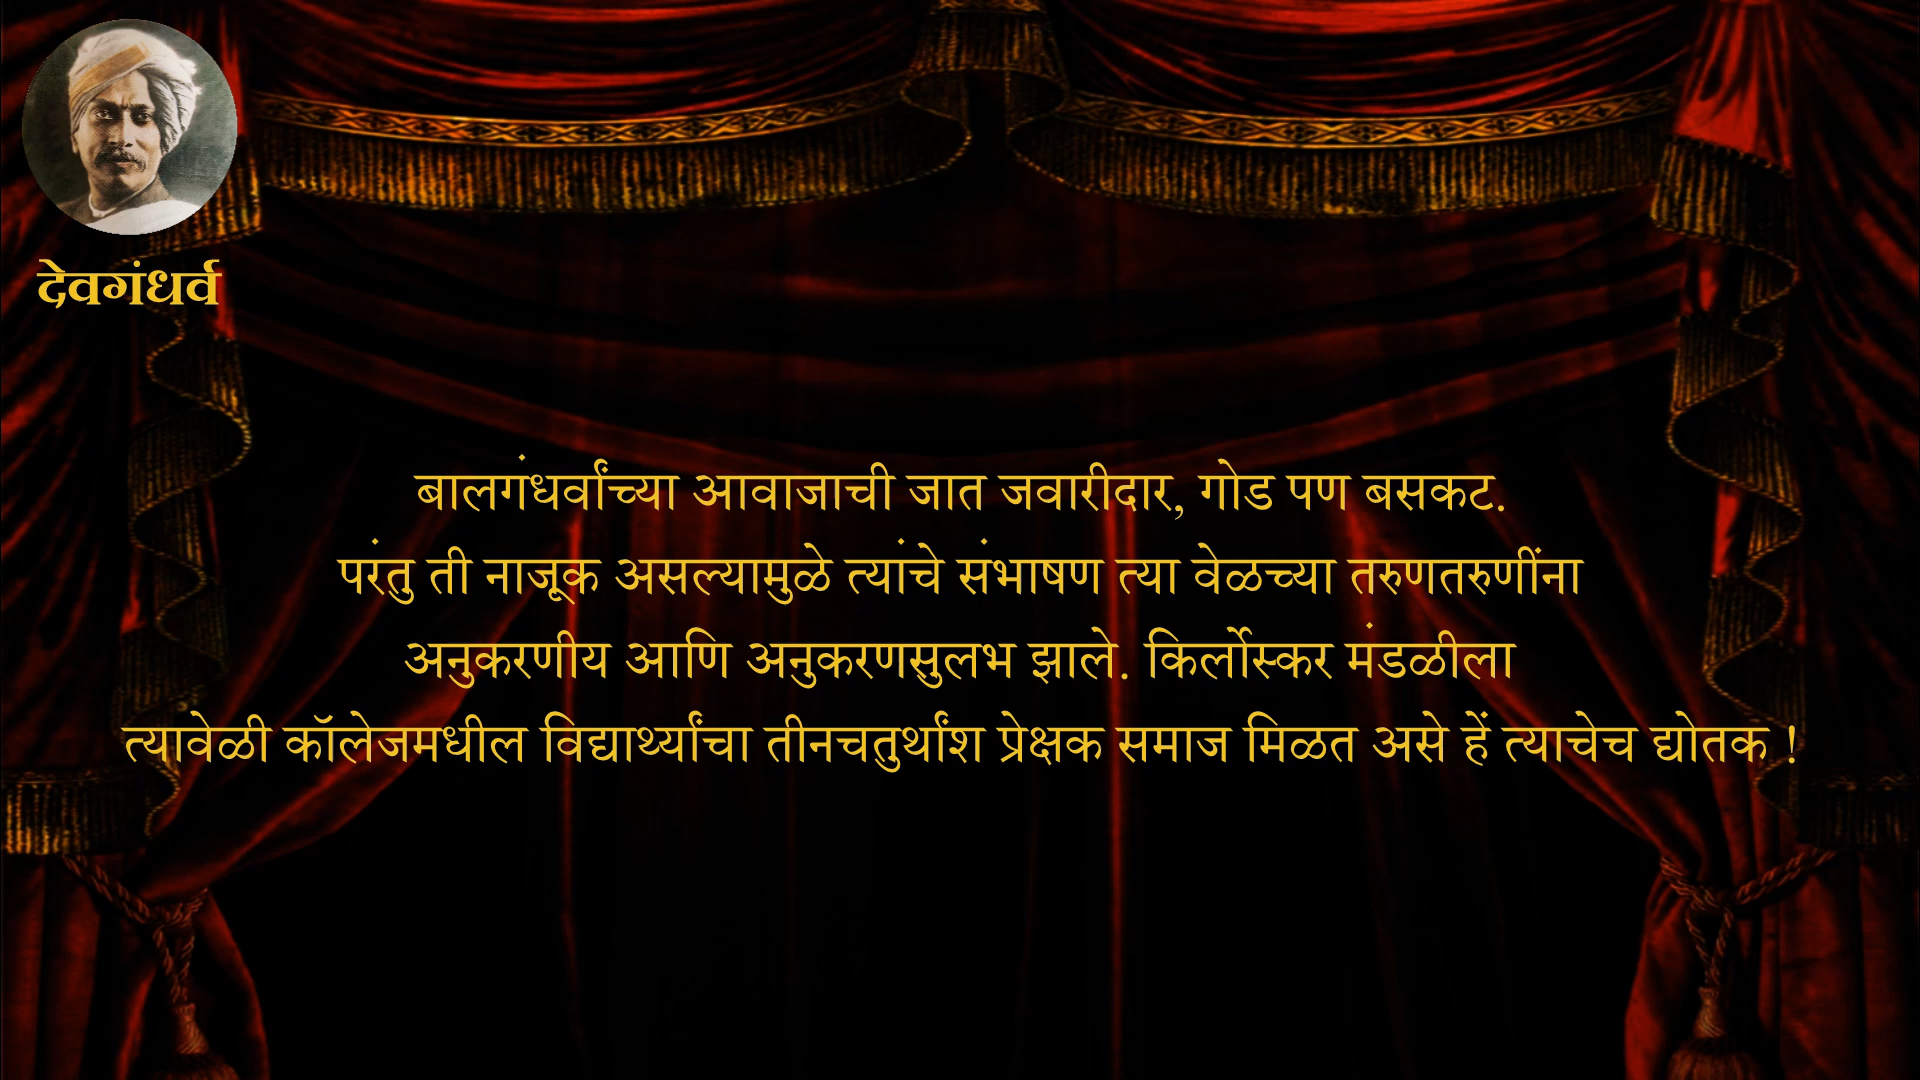 देवगंधर्व
बालगंधर्वांच्या आवाजाची जात जवारीदार, गोड पण बसकट.
परंतु ती नाजूक असल्यामुळे त्यांचे संभाषण त्या वेळच्या तरुणतरुणींना
अनुकरणीय आणि अनुकरणसुलभ झाले. किर्लोस्कर मंडळीला
त्यावेळी कॉलेजमधील विद्यार्थ्यांचा तीनचतुर्थांश प्रेक्षक समाज मिळत असे हें त्याचेच द्योतक !